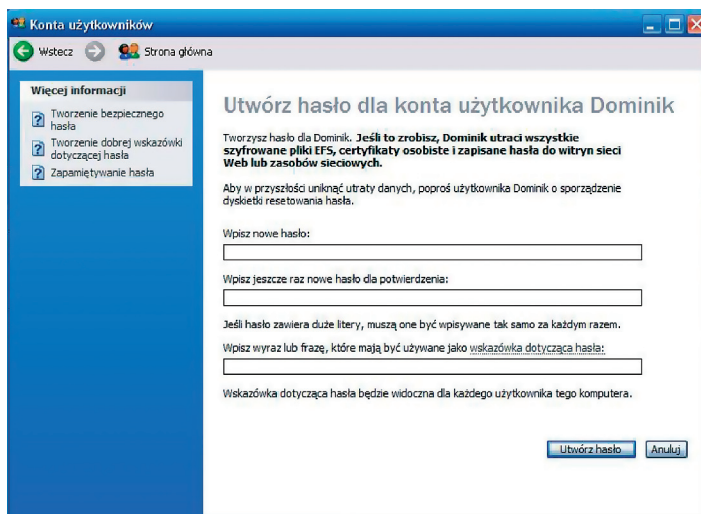 Konta użytkowników
Wstecz
Strona główna
Więcej informacji
Tworzenie bezpiecznego
hasła
Tworzenie dobrej wskazówki
dotyczącej hasła
Zapamiętywanie hasła
Utwórz hasło dla konta użytkownika Dominik
Tworzysz hasło dla Dominik. Jeśli to zrobisz, Dominik utraci wszystkie
szyfrowane pliki EFS, certyfikaty osobiste i zapisane hasła do witryn sieci
Web lub zasobów sieciowych.
Aby w przyszłości uniknąć utraty danych, poproś użytkownika Dominik o sporządzenie
dyskietki resetowania hasła.
Wpisz nowe hasło:
Wpisz jeszcze raz nowe hasło dla potwierdzenia:
Jeśli hasło zawiera duże litery, muszą one być wpisywane tak samo za każdym razem.
Wpisz wyraz lub frazę, które mają być używane jako wskazówka dotycząca hasła:
Wskazówka dotycząca hasła będzie widoczna dla każdego użytkownika tego komputera.
Utwórz hasło
Anuluj